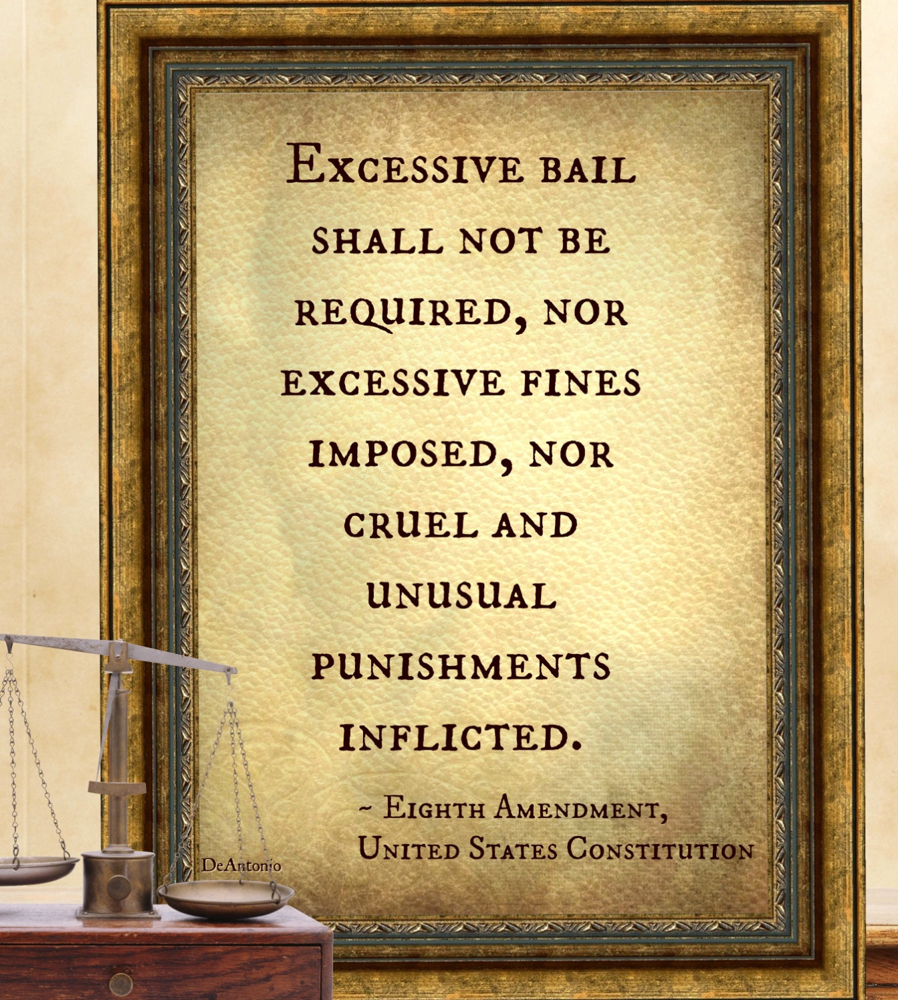 Excessive bail
shall not be
required, nor
excessive fines
imposed, nor
cruel and
unusual
punishments
inflicted.
~ Eighth Amendment,
United States Constitution
DeAntonio